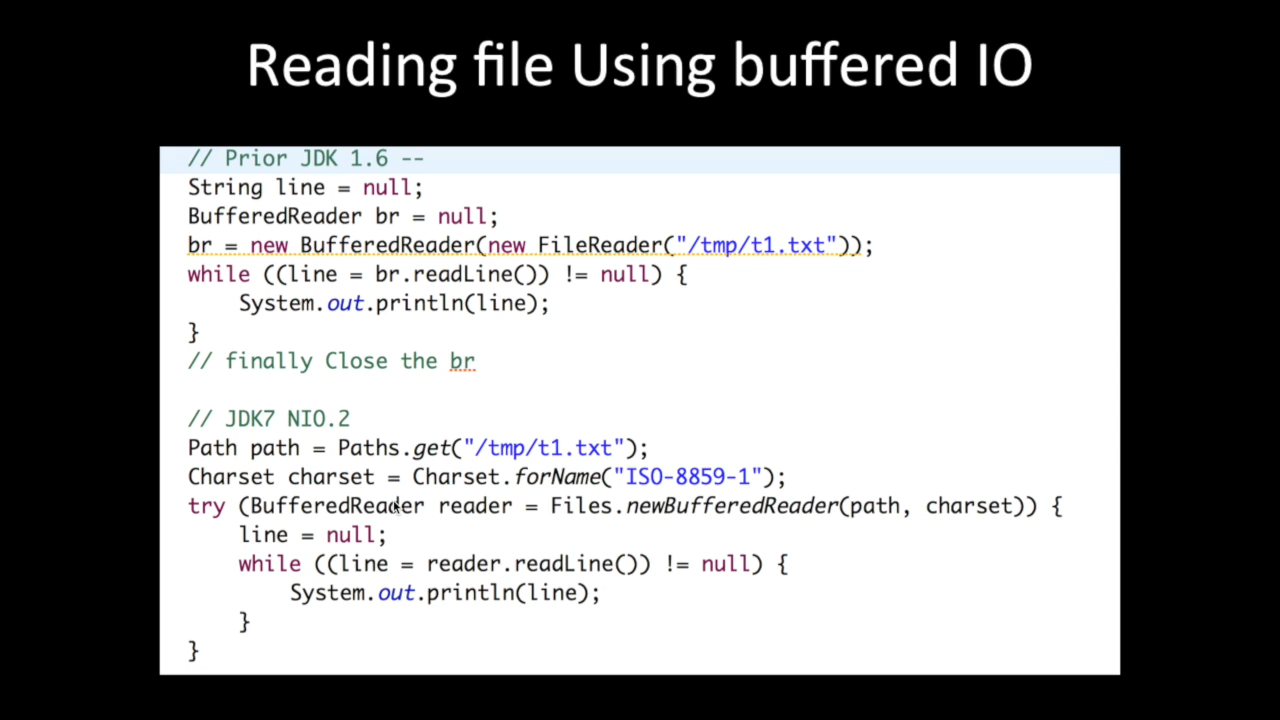 Reading file Using buffered IO
// Prior JDK 1.6 --
String line = null;
BufferedReader br = null;
br = new BufferedReader(new FileReader("/tmp/t1.txt"));
while ((line = br.readLine()) != null) {
    System.out.println(line);
}
// finally Close the br
// JDK7 NIO.2
Path path = Paths.get("/tmp/t1.txt");
Charset charset = Charset.forName("ISO-8859-1");
try (BufferedReader reader = Files.newBufferedReader(path, charset)) {
    line = null;
    while ((line = reader.readLine()) != null) {
        System.out.println(line);
    }
}